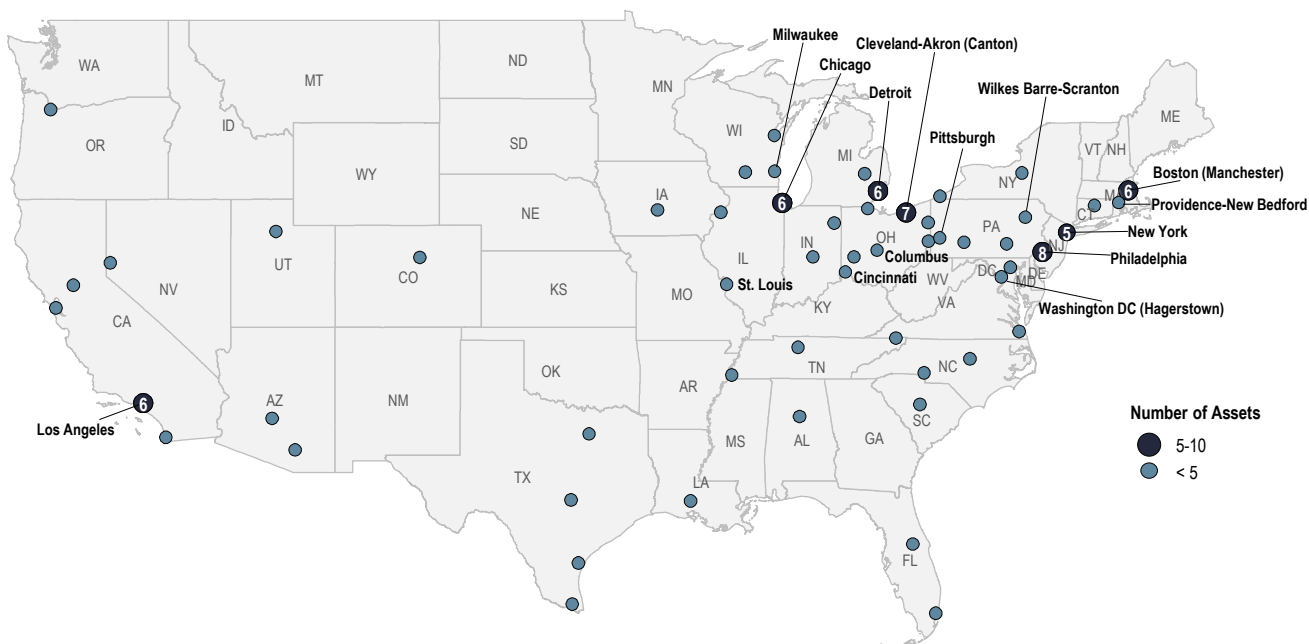 Milwaukee
Cleveland-Akron (Canton)
Chicago
Detroit
Wilkes Barre-Scranton
Pittsburgh
WA
MT
ND
MN
ME
OR
ID
SD
WI
MI
VT
NH
NY
Boston (Manchester)
WY
IA
6
6
6
MA
Providence-New Bedford
NE
7
CT
5
New York
NV
UT
CO
IL
IN
OH
PA
NJ
8
Philadelphia
Columbus
St. Louis
Cincinnati
KS
MO
KY
WV
VA
DC
MD
DE
Washington DC (Hagerstown)
CA
6
Los Angeles
AZ
NM
OK
AR
TN
NC
SC
MS
AL
GA
TX
LA
FL
Number of Assets
5-10
< 5